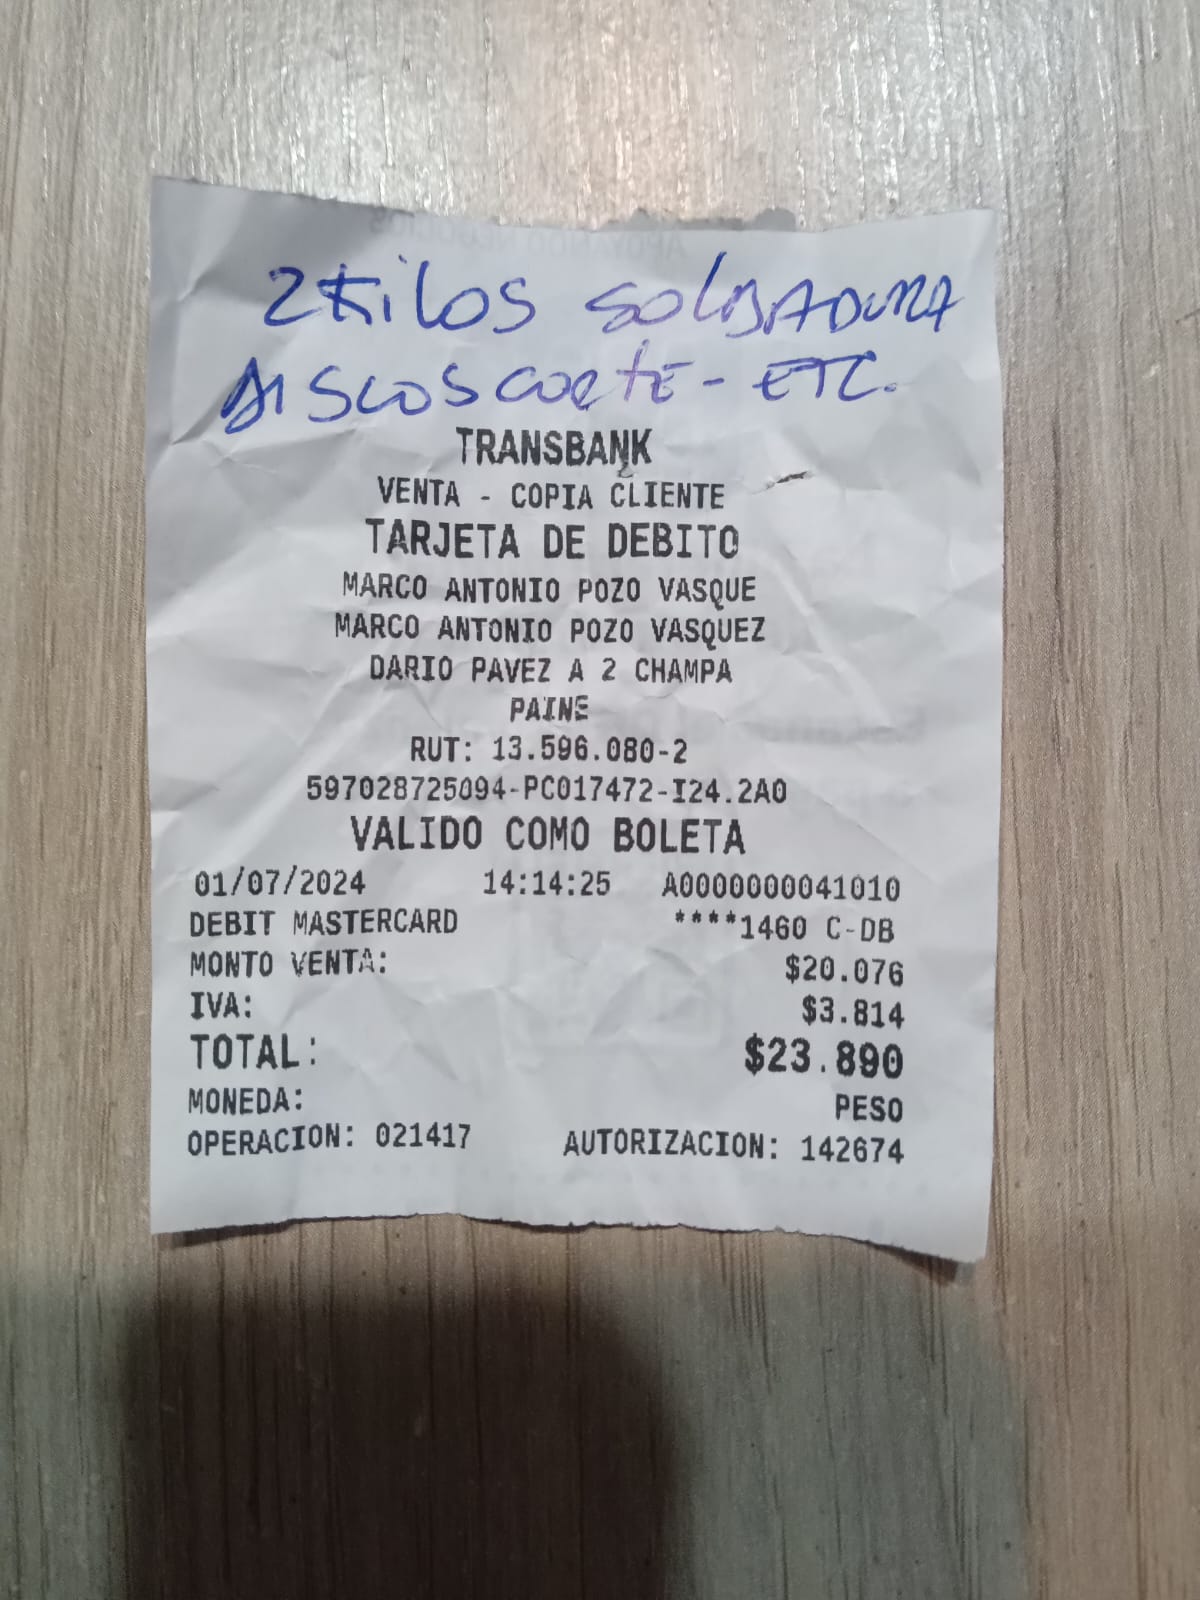 2 Kilos SOLDADURA
DISCOS CORTE - ETC.
TRANSBANK
VENTA - COPIA CLIENTE
TARJETA DE DEBITO
MARCO ANTONIO POZO VASQUE
MARCO ANTONIO POZO VASQUEZ
DARIO PAVEZ A 2 CHAMPA
PAINE
RUT: 13.596.080-2
597028725094-PC017472-I24.2A0
VALIDO COMO BOLETA
01/07/2024 14:14:25 A0000000041010
DEBIT MASTERCARD ****1460 C-DB
MONTO VENTA: $20.076
IVA: $3.814
TOTAL: $23.890
MONEDA: PESO
OPERACION: 021417 AUTORIZACION: 142674